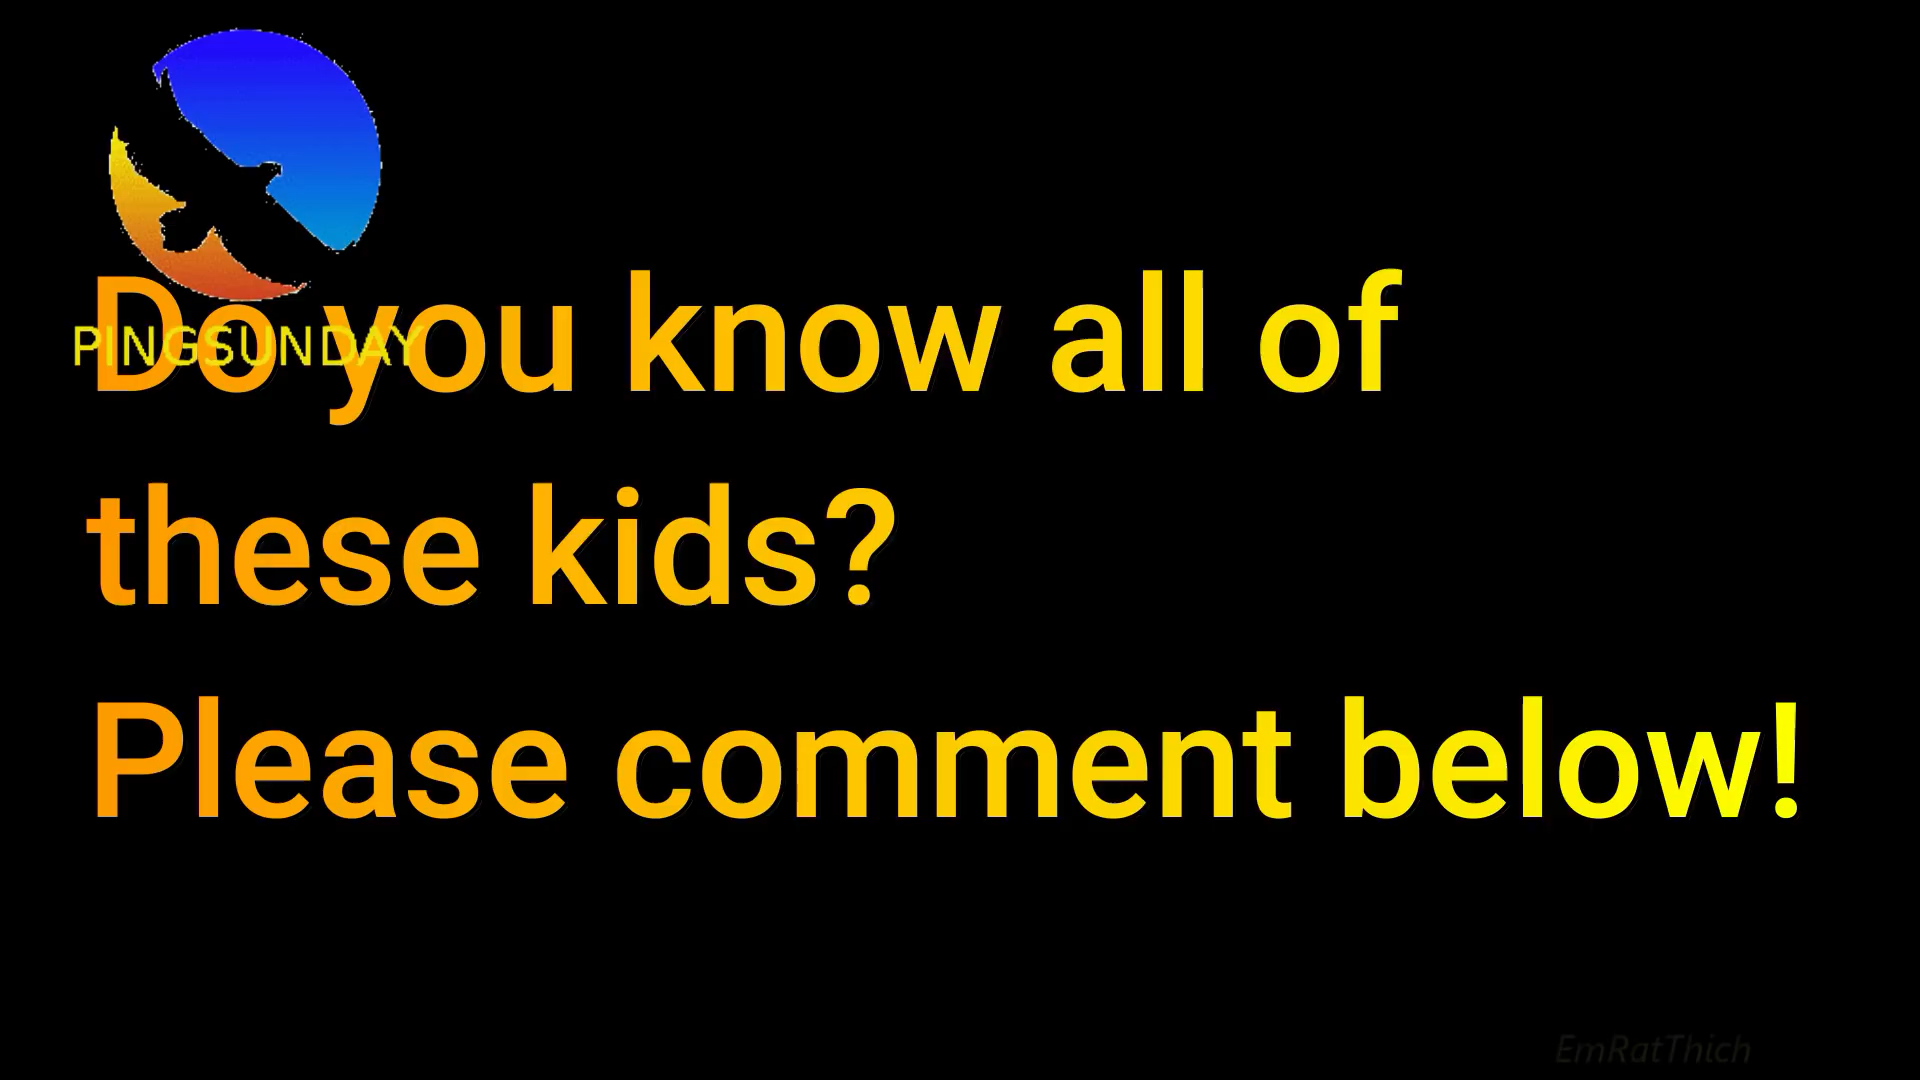 PINGSUNDAY
Do you know all of
these kids?
Please comment below!
EmRatThich